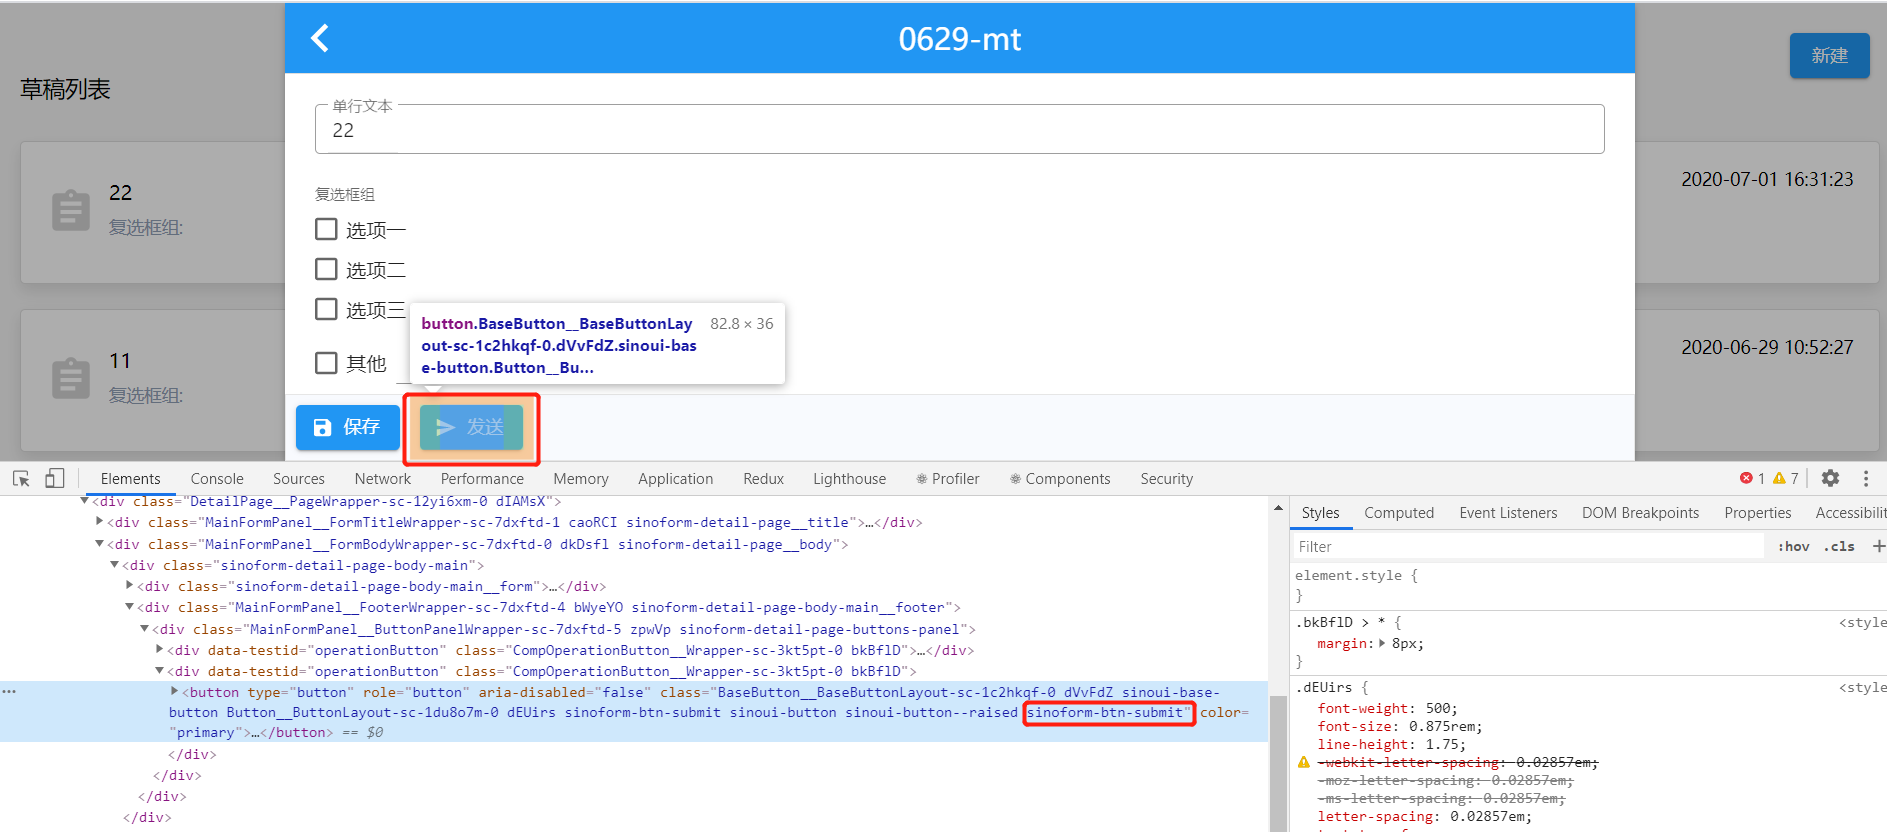 0629-mt
新建
草稿列表
单行文本
22
22
复选框组:
2020-07-01 16:31:23
复选框组
选项一
选项二
选项三
其他
11
复选框组:
2020-06-29 10:52:27
button.BaseButton__BaseButtonLay
out-sc-1c2hkqf-0.dVvFdZ.sinoui-bas
e-button.Button__Bu...
82.8 × 36
保存
发送
Elements Console Sources Network Performance Memory Application Redux Lighthouse Profiler Components Security 1 7
<div class="DetailPage__PageWrapper-sc-12yi6xm-0 dIAMsX">
<div class="MainFormPanel__FormTitleWrapper-sc-7dxftd-1 caoRCI sinoform-detail-page__title">…</div>
<div class="MainFormPanel__FormBodyWrapper-sc-7dxftd-0 dkDsfl sinoform-detail-page__body">
<div class="sinoform-detail-page-body-main">
<div class="sinoform-detail-page-body-main__form">…</div>
<div class="MainFormPanel__FooterWrapper-sc-7dxftd-4 bWyeYO sinoform-detail-page-body-main__footer">
<div class="MainFormPanel__ButtonPanelWrapper-sc-7dxftd-5 zpwVp sinoform-detail-page-buttons-panel">
<div data-testid="operationButton" class="CompOperationButton__Wrapper-sc-3kt5pt-0 bkBflD">…</div>
<div data-testid="operationButton" class="CompOperationButton__Wrapper-sc-3kt5pt-0 bkBflD">
<button type="button" role="button" aria-disabled="false" class="BaseButton__BaseButtonLayout-sc-1c2hkqf-0 dVvFdZ sinoui-base-
button Button__ButtonLayout-sc-1du8o7m-0 dEUirs sinoform-btn-submit sinoui-button sinoui-button--raised sinoform-btn-submit" color=
"primary">…</button> == $0
</div>
</div>
</div>
</div>
Styles Computed Event Listeners DOM Breakpoints Properties Accessibilit
Filter :hov .cls +
element.style {
}
.bkBflD > * { <style
margin: 8px;
}
.dEUirs { <style
font-weight: 500;
font-size: 0.875rem;
line-height: 1.75;
-webkit-letter-spacing: 0.02857em;
-moz-letter-spacing: 0.02857em;
-ms-letter-spacing: 0.02857em;
letter-spacing: 0.02857em;